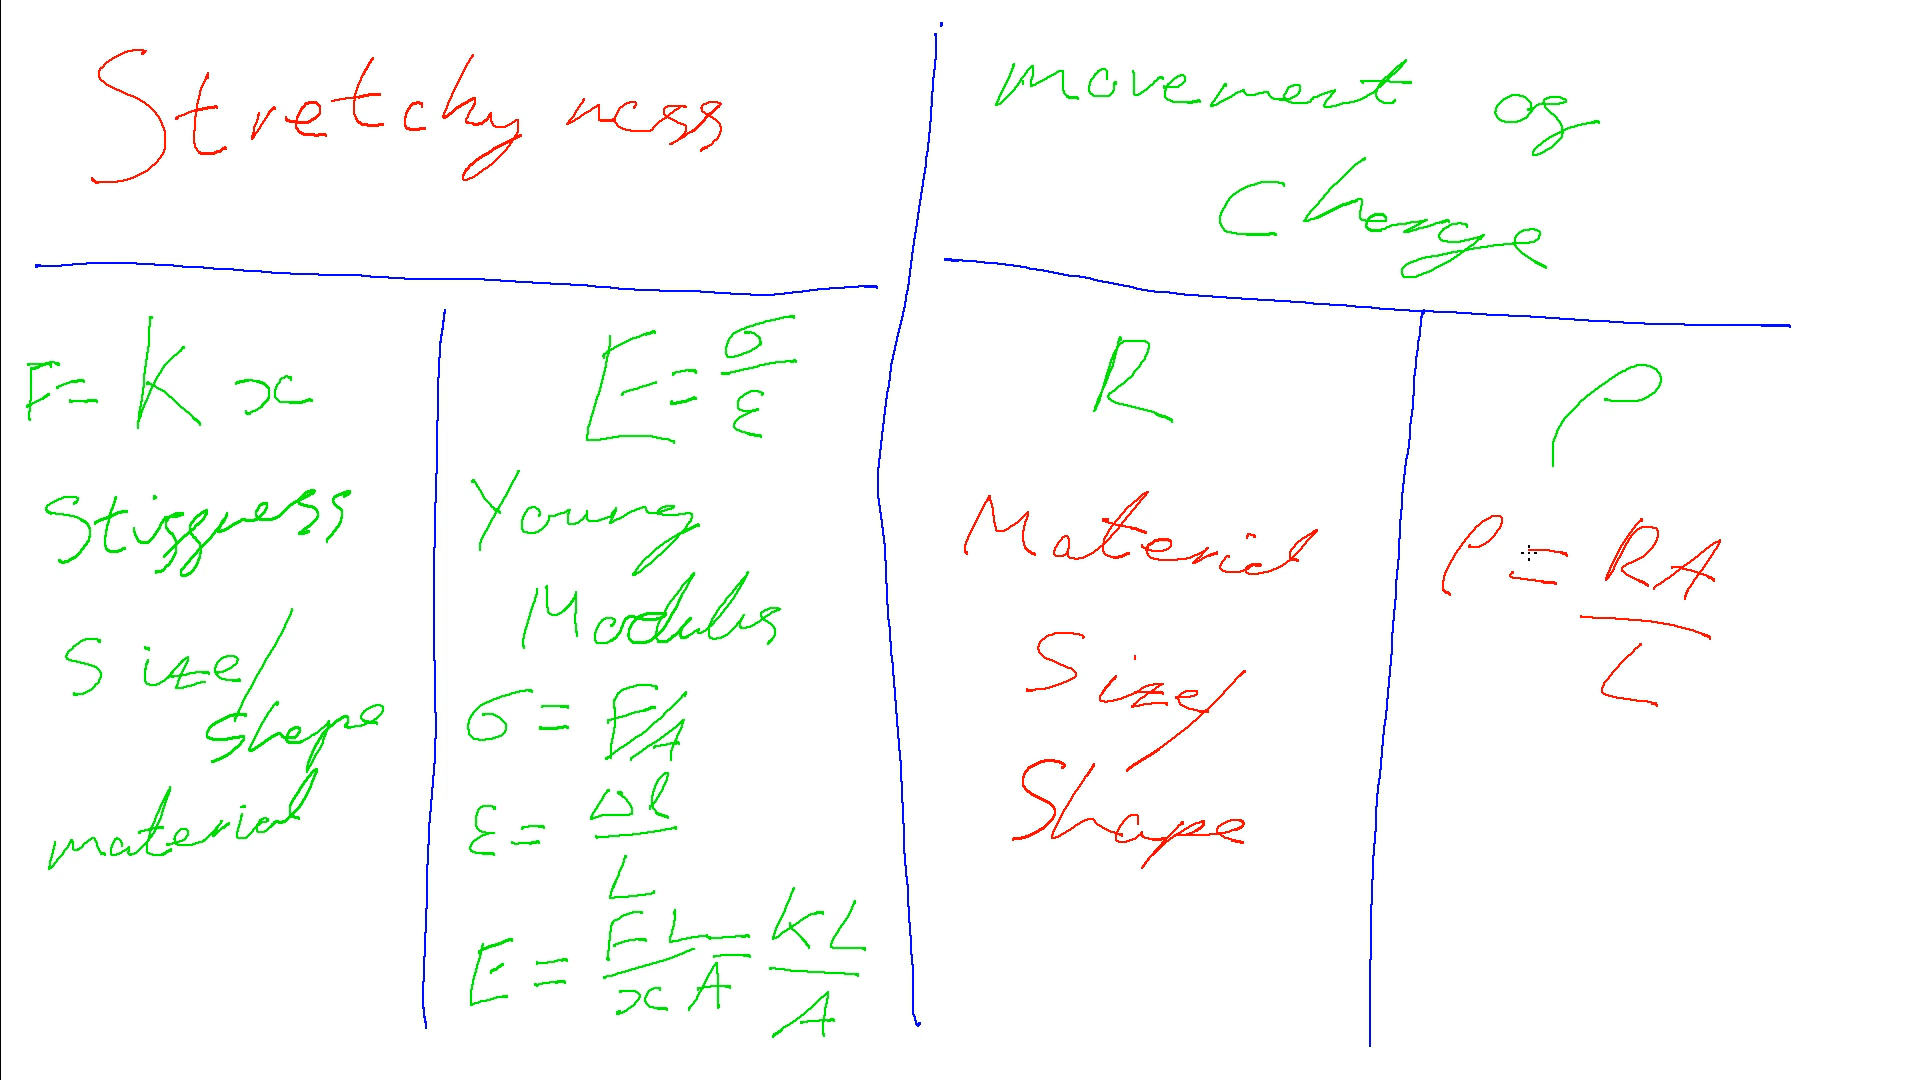 Stretchyness
F = K x
Stiffness
Size/
Shape
material
E = σ/ε
Young
Modulus
σ = F/A
ε = Δl/L
E = FL/xA = KL/A
movement of
Charge
R
Material
Size/
Shape
ρ
ρ = RA/L